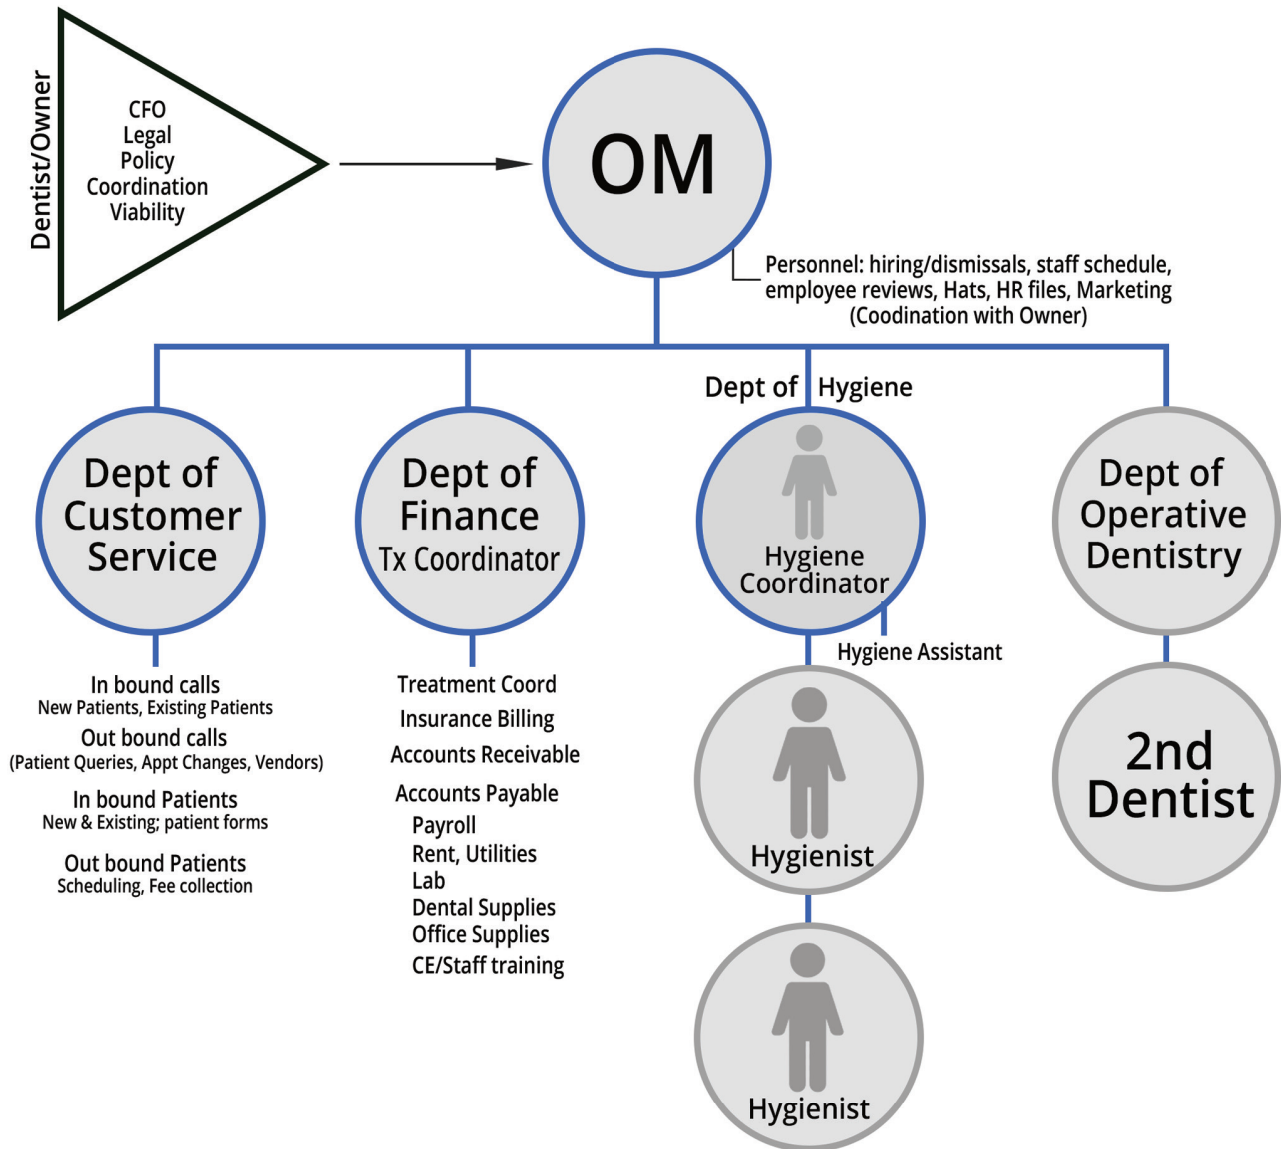 Dentist/Owner
CFO
Legal
Policy
Coordination
Viability
OM
Personnel: hiring/dismissals, staff schedule,
employee reviews, Hats, HR files, Marketing
(Coodination with Owner)
Dept of
Customer
Service
In bound calls
New Patients, Existing Patients
Out bound calls
(Patient Queries, Appt Changes, Vendors)
In bound Patients
New & Existing; patient forms
Out bound Patients
Scheduling, Fee collection
Dept of
Finance
Tx Coordinator
Treatment Coord
Insurance Billing
Accounts Receivable
Accounts Payable
Payroll
Rent, Utilities
Lab
Dental Supplies
Office Supplies
CE/Staff training
Dept of Hygiene
Hygiene
Coordinator
Hygiene Assistant
Hygienist
Hygienist
Dept of
Operative
Dentistry
2nd
Dentist